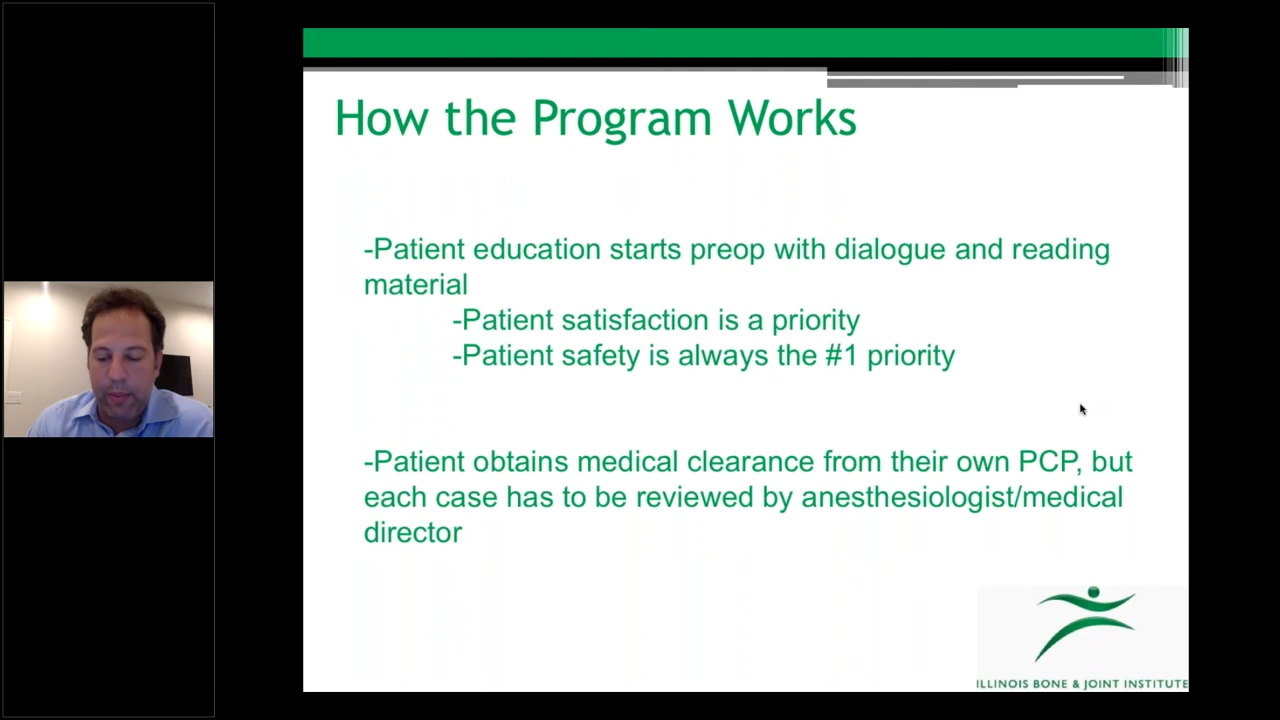 How the Program Works
-Patient education starts preop with dialogue and reading
material
-Patient satisfaction is a priority
-Patient safety is always the #1 priority
-Patient obtains medical clearance from their own PCP, but
each case has to be reviewed by anesthesiologist/medical
director
ILLINOIS BONE & JOINT INSTITUTE